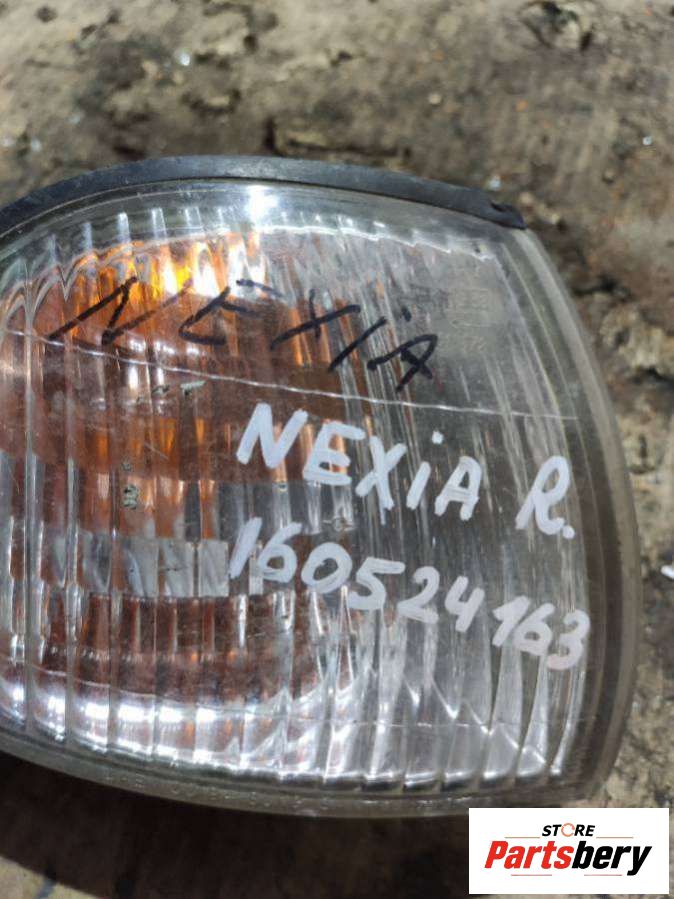 NEXiA
NEXiA R.
160524163
STORE
Partsbery